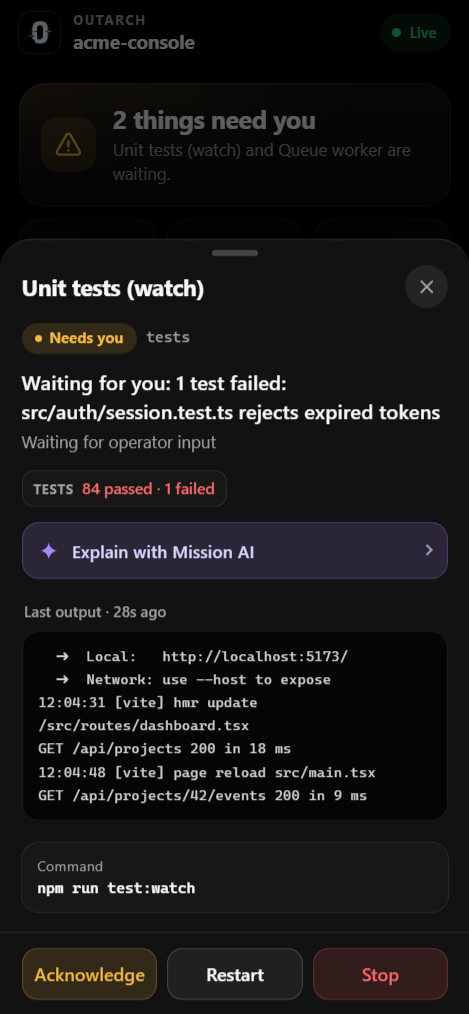 OUTARCH
acme-console
Live
2 things need you
Unit tests (watch) and Queue worker are
waiting.
Unit tests (watch)
Needs you
tests
Waiting for you: 1 test failed:
src/auth/session.test.ts rejects expired tokens
Waiting for operator input
TESTS 84 passed · 1 failed
Explain with Mission AI
Last output · 28s ago
➜ Local: http://localhost:5173/
➜ Network: use --host to expose
12:04:31 [vite] hmr update
/src/routes/dashboard.tsx
GET /api/projects 200 in 18 ms
12:04:48 [vite] page reload src/main.tsx
GET /api/projects/42/events 200 in 9 ms
Command
npm run test:watch
Acknowledge
Restart
Stop